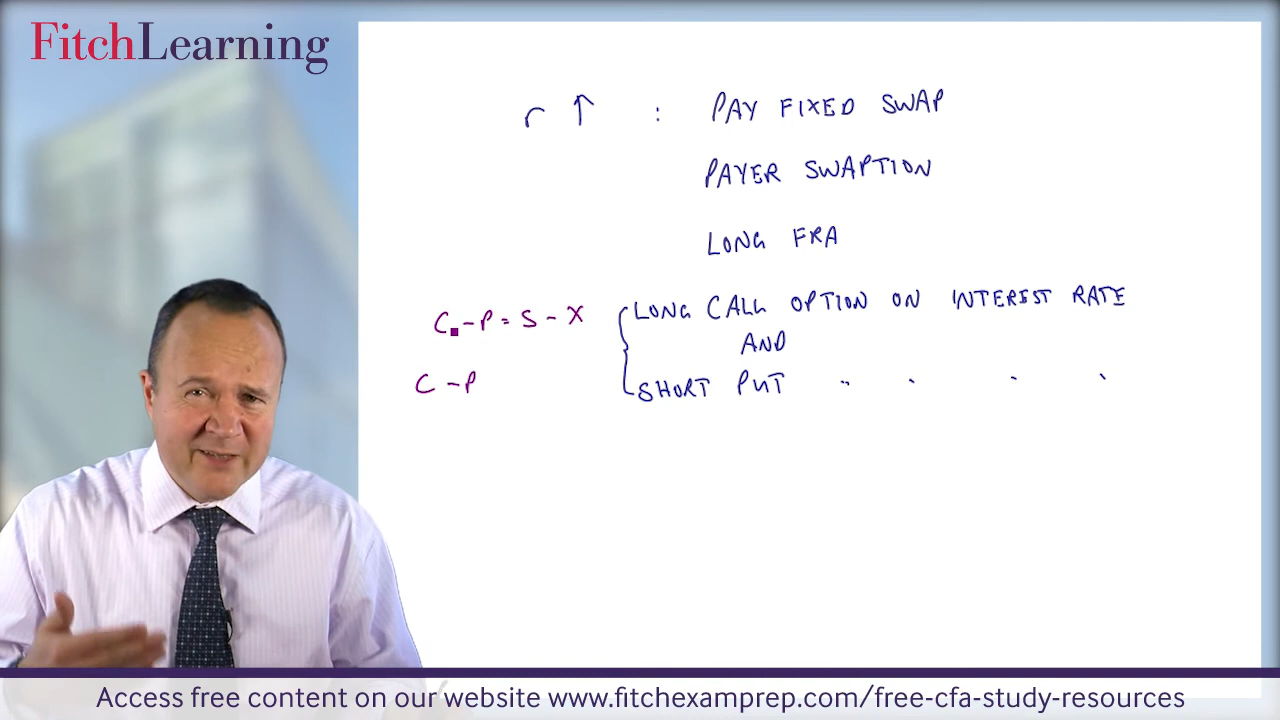 FitchLearning
r ↑ : PAY FIXED SWAP
PAYER SWAPTION
LONG FRA
C - P = S - X { LONG CALL OPTION ON INTEREST RATE
AND
C - P SHORT PUT " " " "
Access free content on our website www.fitchexamprep.com/free-cfa-study-resources